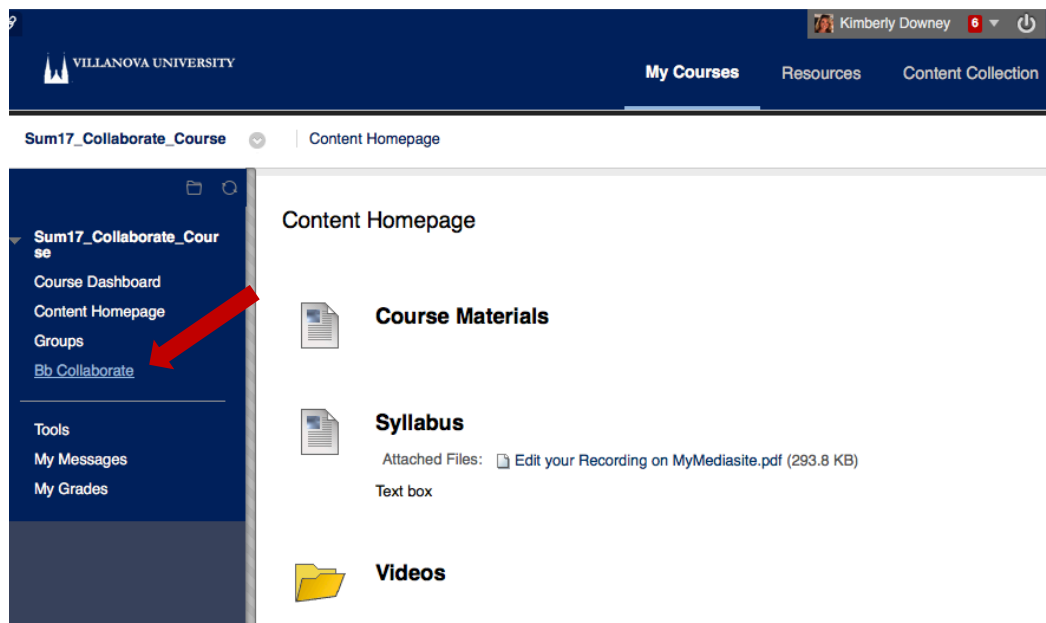 Kimberly Downey 6
VILLANOVA UNIVERSITY
My Courses Resources Content Collection
Sum17_Collaborate_Course Content Homepage
Sum17_Collaborate_Cour
se
Course Dashboard
Content Homepage
Groups
Bb Collaborate
Tools
My Messages
My Grades
Content Homepage
Course Materials
Syllabus
Attached Files: Edit your Recording on MyMediasite.pdf (293.8 KB)
Text box
Videos